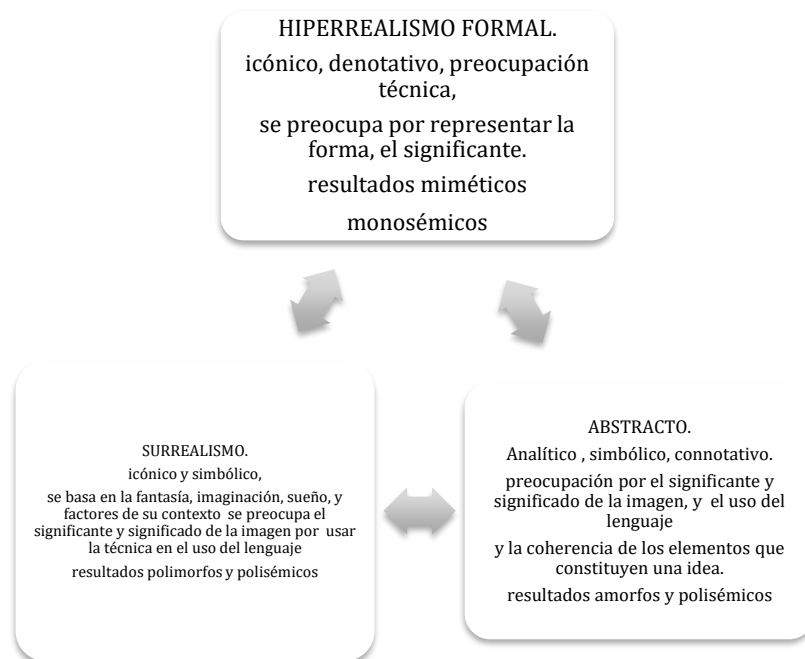 HIPERREALISMO FORMAL.
icónico, denotativo, preocupación
técnica,
se preocupa por representar la
forma, el significante.
resultados miméticos
monosémicos
SURREALISMO.
icónico y simbólico,
se basa en la fantasía, imaginación, sueño, y
factores de su contexto se preocupa el
significante y significado de la imagen por usar
la técnica en el uso del lenguaje
resultados polimorfos y polisémicos
ABSTRACTO.
Analítico , simbólico, connotativo.
preocupación por el significante y
significado de la imagen, y el uso del
lenguaje
y la coherencia de los elementos que
constituyen una idea.
resultados amorfos y polisémicos